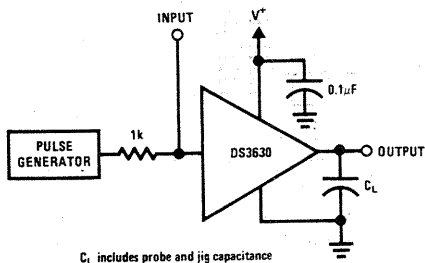 INPUT
V+
0.1μF
1k
PULSE
GENERATOR
DS3630
OUTPUT
CL
CL includes probe and jig capacitance